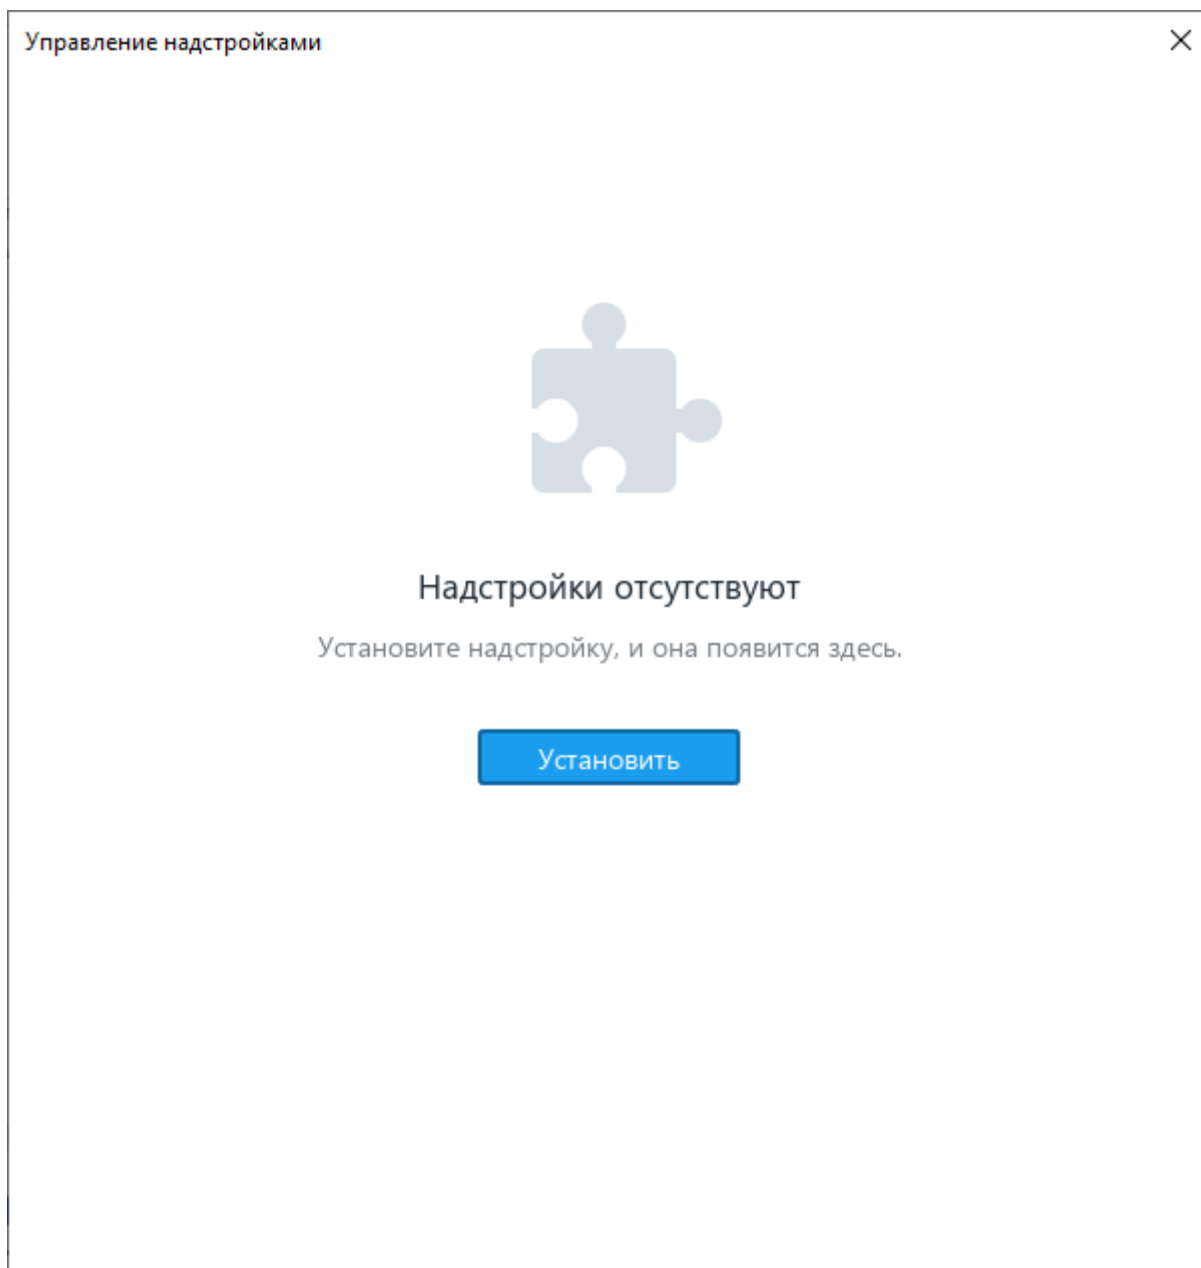 Управление надстройками
Надстройки отсутствуют
Установите надстройку, и она появится здесь.
Установить